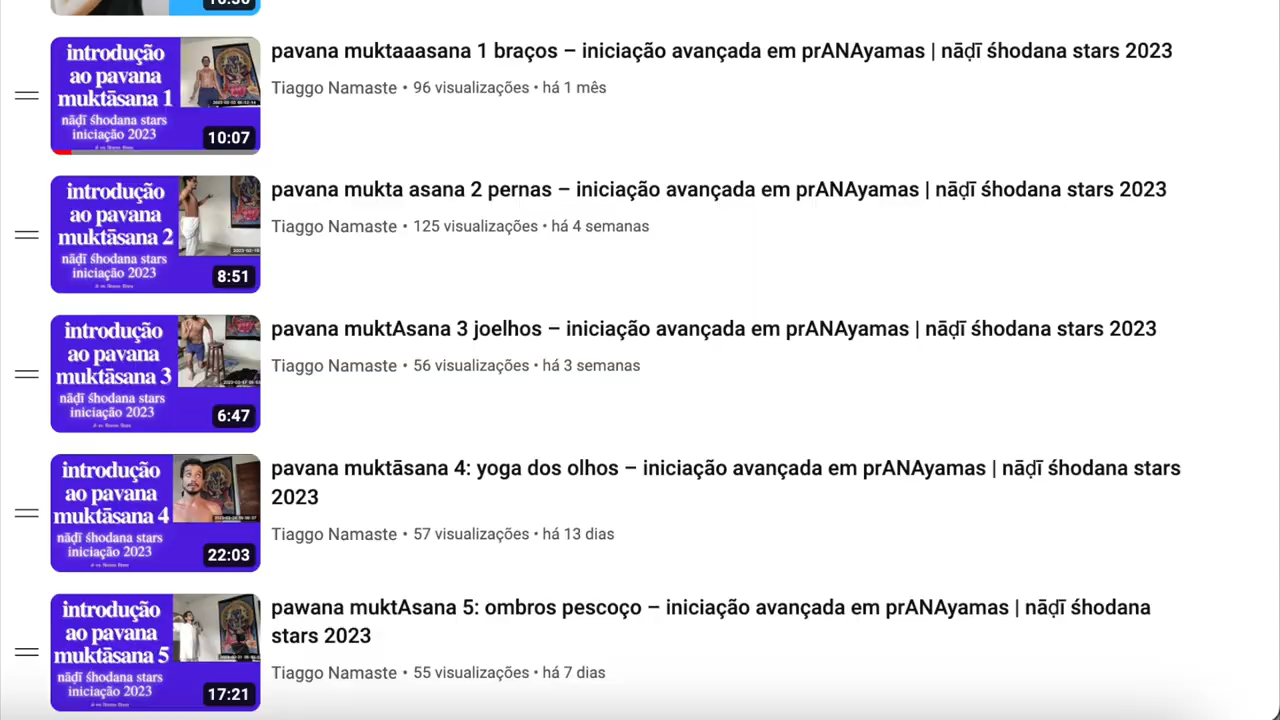 10:36
introdução
ao pavana
muktāsana 1
nāḍī śhodana stars
iniciação 2023
10:07
pavana muktaaasana 1 braços – iniciação avançada em prANAyamas | nāḍī śhodana stars 2023
Tiaggo Namaste • 96 visualizações • há 1 mês
introdução
ao pavana
muktāsana 2
nāḍī śhodana stars
iniciação 2023
8:51
pavana mukta asana 2 pernas – iniciação avançada em prANAyamas | nāḍī śhodana stars 2023
Tiaggo Namaste • 125 visualizações • há 4 semanas
introdução
ao pavana
muktāsana 3
nāḍī śhodana stars
iniciação 2023
6:47
pavana muktAsana 3 joelhos – iniciação avançada em prANAyamas | nāḍī śhodana stars 2023
Tiaggo Namaste • 56 visualizações • há 3 semanas
introdução
ao pavana
muktāsana 4
nāḍī śhodana stars
iniciação 2023
22:03
pavana muktāsana 4: yoga dos olhos – iniciação avançada em prANAyamas | nāḍī śhodana stars
2023
Tiaggo Namaste • 57 visualizações • há 13 dias
introdução
ao pavana
muktāsana 5
nāḍī śhodana stars
iniciação 2023
17:21
pawana muktAsana 5: ombros pescoço – iniciação avançada em prANAyamas | nāḍī śhodana
stars 2023
Tiaggo Namaste • 55 visualizações • há 7 dias